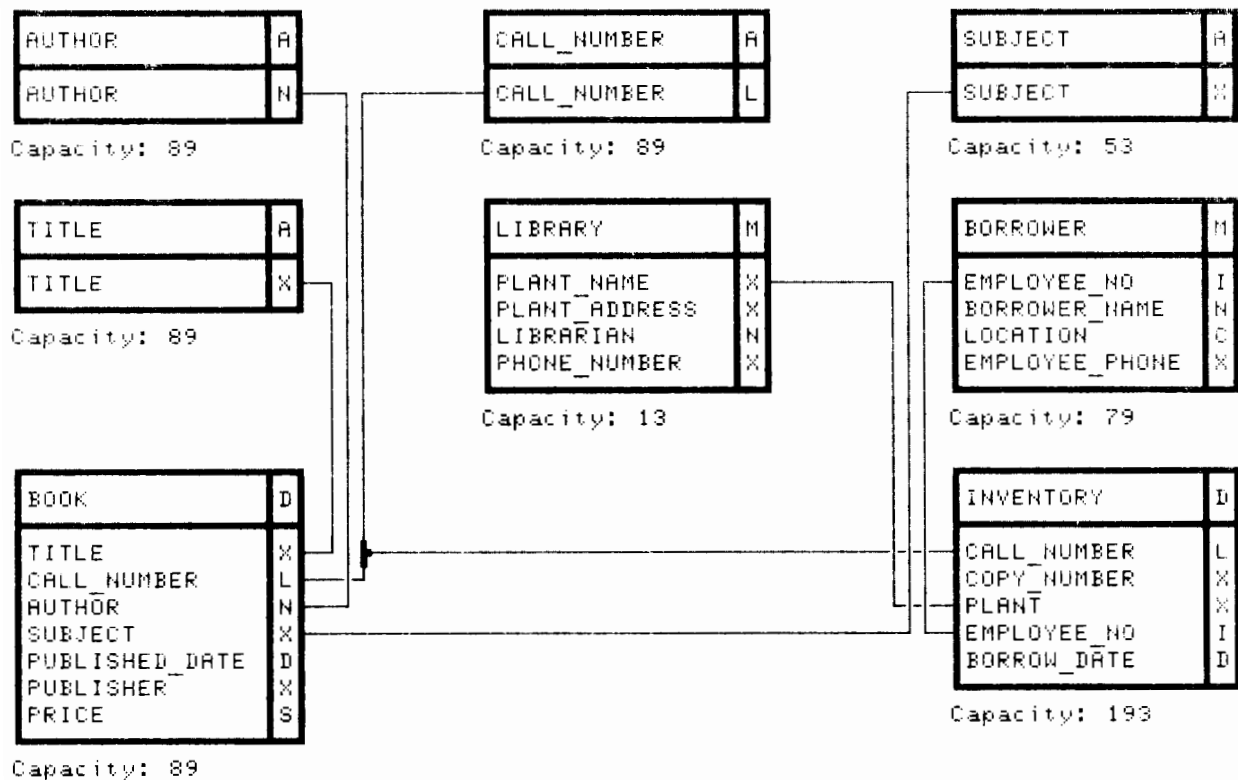 AUTHOR A
AUTHOR N
Capacity: 89
CALL_NUMBER A
CALL_NUMBER L
Capacity: 89
SUBJECT A
SUBJECT X
Capacity: 53
TITLE A
TITLE X
Capacity: 89
LIBRARY M
PLANT_NAME X
PLANT_ADDRESS X
LIBRARIAN N
PHONE_NUMBER X
Capacity: 13
BORROWER M
EMPLOYEE_NO I
BORROWER_NAME N
LOCATION C
EMPLOYEE_PHONE X
Capacity: 79
BOOK D
TITLE X
CALL_NUMBER L
AUTHOR N
SUBJECT X
PUBLISHED_DATE D
PUBLISHER X
PRICE S
Capacity: 89
INVENTORY D
CALL_NUMBER L
COPY_NUMBER X
PLANT X
EMPLOYEE_NO I
BORROW_DATE D
Capacity: 193